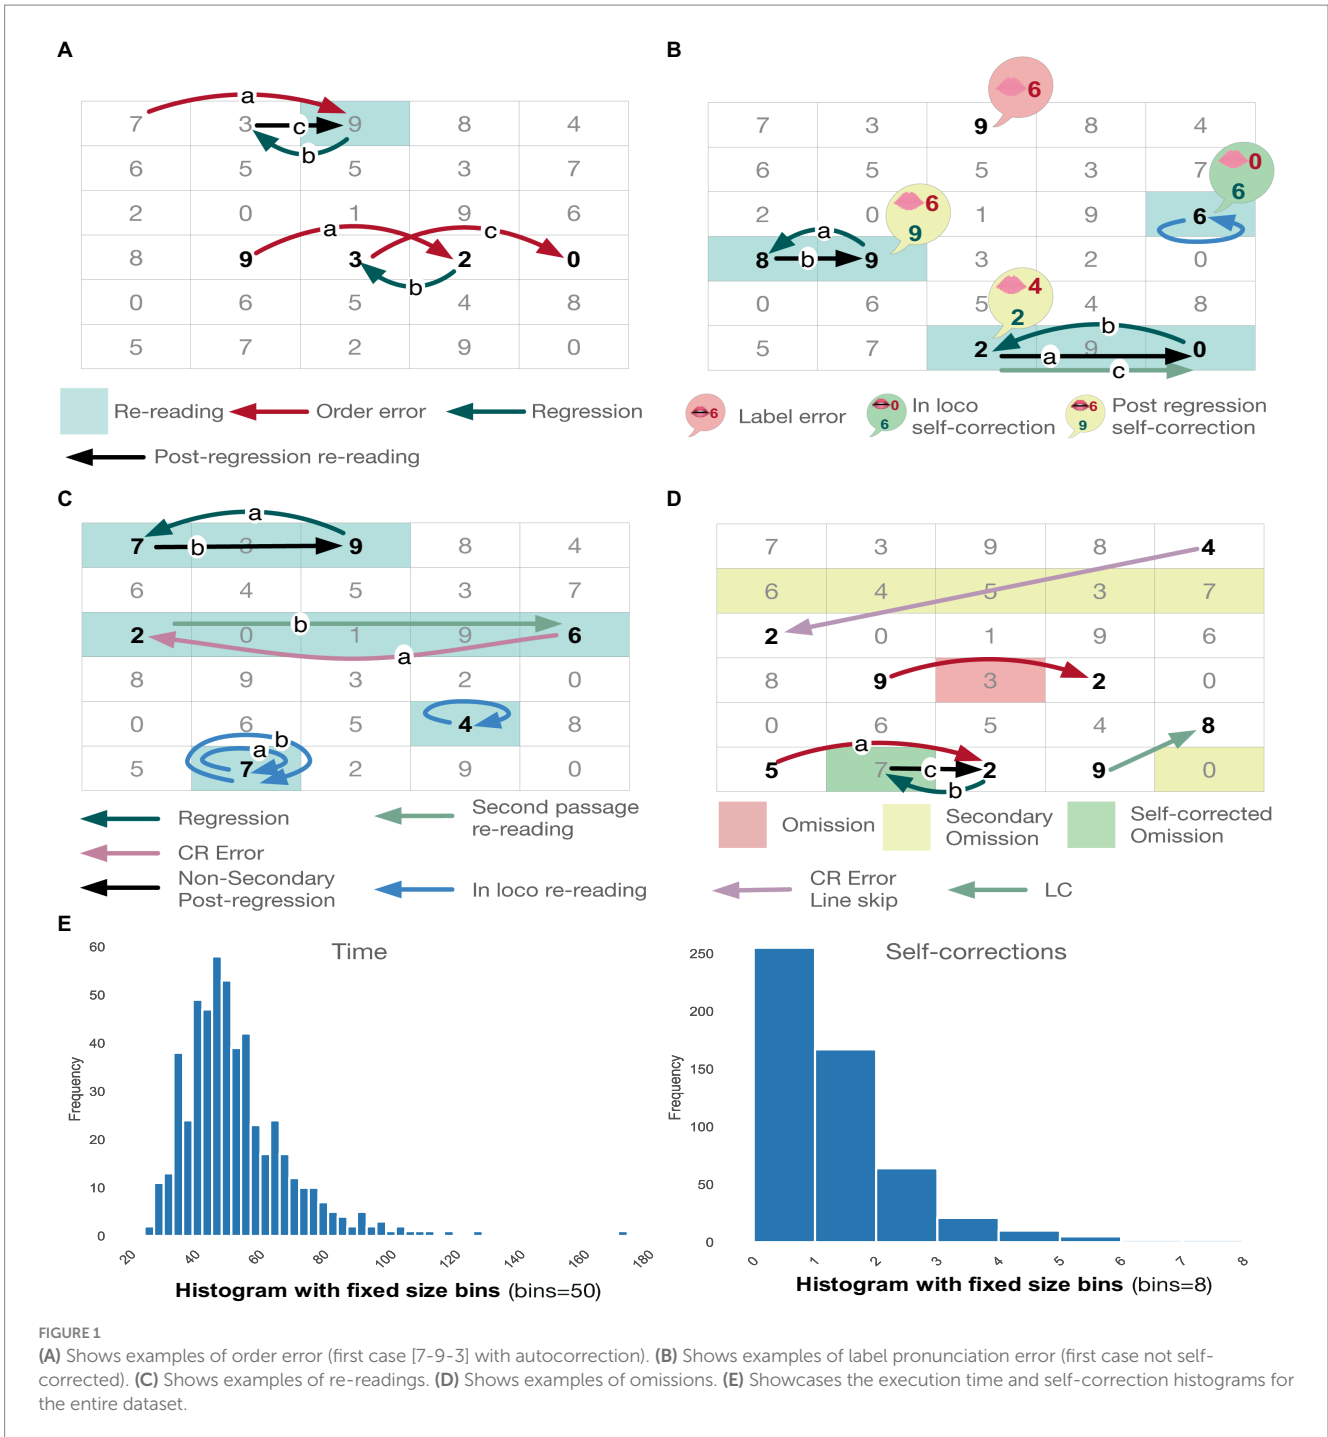 A
a
7 3 c 9 8 4
b
6 5 5 3 7
2 0 1 9 6
a c
8 9 3 2 0
b
0 6 5 4 8
5 7 2 9 0
Re-reading Order error Regression
Post-regression re-reading
B
6
7 3 9 8 4
0
6 5 5 3 7
6
6
2 0 1 9 6
9
a
8 b 9 3 2 0
4
0 6 5 4 8
2
b
5 7 2 a 9 0
c
6 Label error
0
6
In loco
self-correction
6
9
Post regression
self-correction
C
a
7 b 3 9 8 4
6 4 5 3 7
b
2 0 1 9 6
a
8 9 3 2 0
0 6 5 4 8
b
a
5 7 2 9 0
Regression
Second passage
re-reading
CR Error
Non-Secondary
Post-regression
In loco re-reading
D
7 3 9 8 4
6 4 5 3 7
2 0 1 9 6
8 9 3 2 0
0 6 5 4 8
a
5 7 c 2 9 0
b
Omission
Secondary
Omission
Self-corrected
Omission
CR Error
Line skip
LC
E
Time
Frequency
60
50
40
30
20
10
0
20 40 60 80 100 120 140 160 180
Histogram with fixed size bins (bins=50)
Self-corrections
Frequency
250
200
150
100
50
0
0 1 2 3 4 5 6 7 8
Histogram with fixed size bins (bins=8)
FIGURE 1
(A) Shows examples of order error (first case [7-9-3] with autocorrection). (B) Shows examples of label pronunciation error (first case not self-
corrected). (C) Shows examples of re-readings. (D) Shows examples of omissions. (E) Showcases the execution time and self-correction histograms for
the entire dataset.